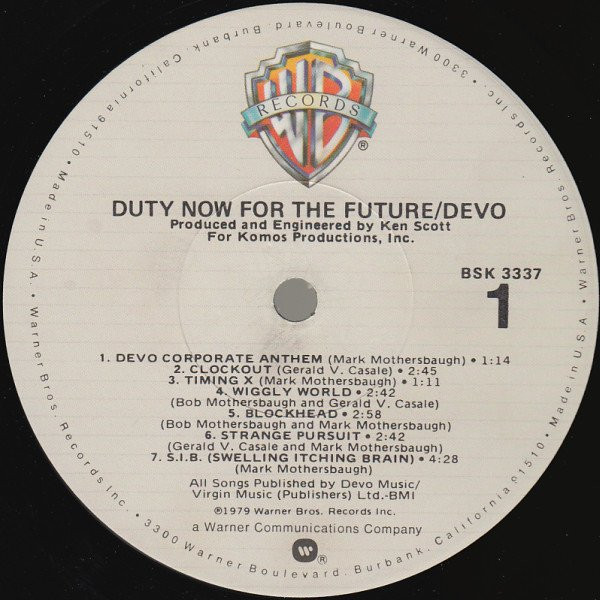 WB
RECORDS
®
DUTY NOW FOR THE FUTURE/DEVO
Produced and Engineered by Ken Scott
For Komos Productions, Inc.
BSK 3337
1
1. DEVO CORPORATE ANTHEM (Mark Mothersbaugh) • 1:14
2. CLOCKOUT (Gerald V. Casale) • 2:45
3. TIMING X (Mark Mothersbaugh) • 1:11
4. WIGGLY WORLD • 2:42
(Bob Mothersbaugh and Gerald V. Casale)
5. BLOCKHEAD • 2:58
(Bob Mothersbaugh and Mark Mothersbaugh)
6. STRANGE PURSUIT • 2:42
(Gerald V. Casale and Mark Mothersbaugh)
7. S.I.B. (SWELLING ITCHING BRAIN) • 4:28
(Mark Mothersbaugh)
All Songs Published by Devo Music/
Virgin Music (Publishers) Ltd.-BMI
℗1979 Warner Bros. Records Inc.
a Warner Communications Company
®
Warner Bros. Records Inc. • 3300 Warner Boulevard, Burbank, California 91510 • Made in U.S.A. • Warner Bros. Records Inc. • 3300 Warner Boulevard, Burbank, California 91510 • Made in U.S.A. •